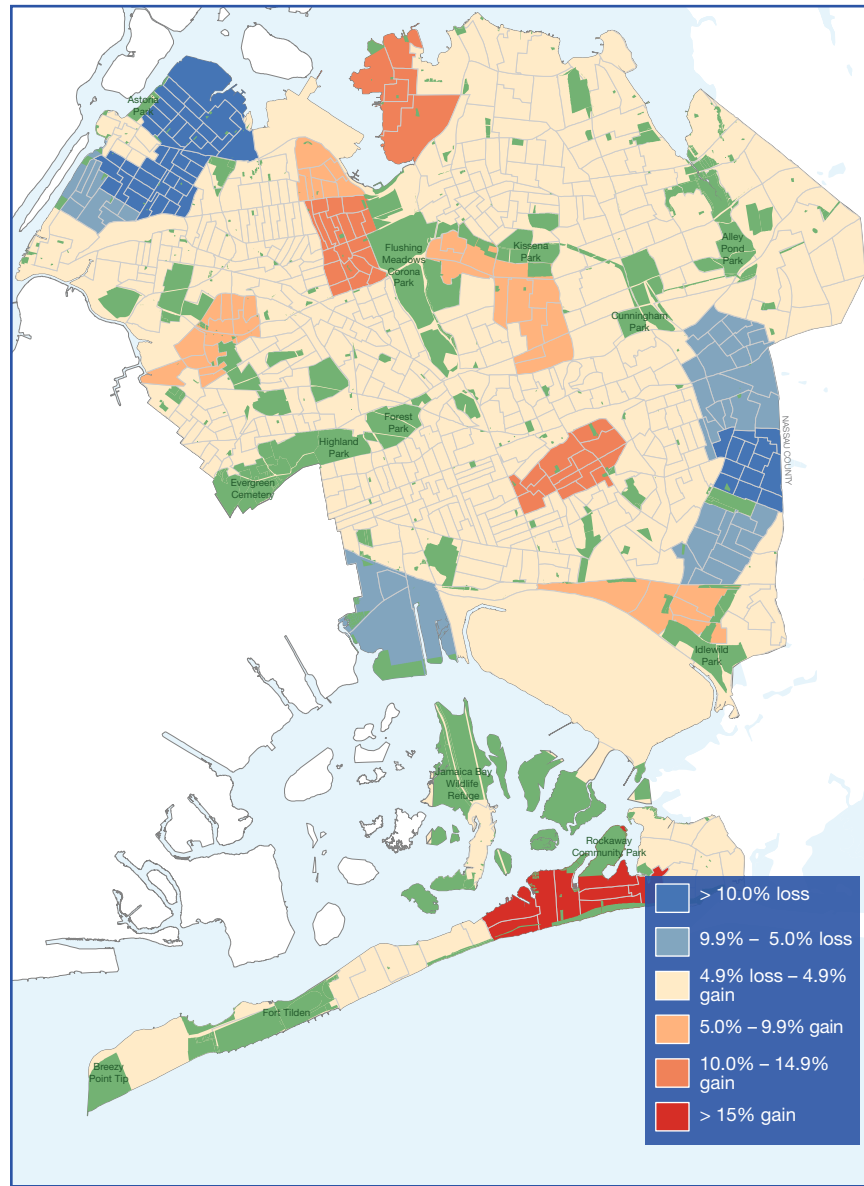 Astoria
Park
Flushing
Meadows
Corona
Park
Kissena
Park
Alley
Pond
Park
Cunningham
Park
Forest
Park
Highland
Park
Evergreen
Cemetery
NASSAU COUNTY
Idlewild
Park
Jamaica Bay
Wildlife
Refuge
Rockaway
Community Park
Fort Tilden
Breezy
Point Tip
> 10.0% loss
9.9% – 5.0% loss
4.9% loss – 4.9%
gain
5.0% – 9.9% gain
10.0% – 14.9%
gain
> 15% gain